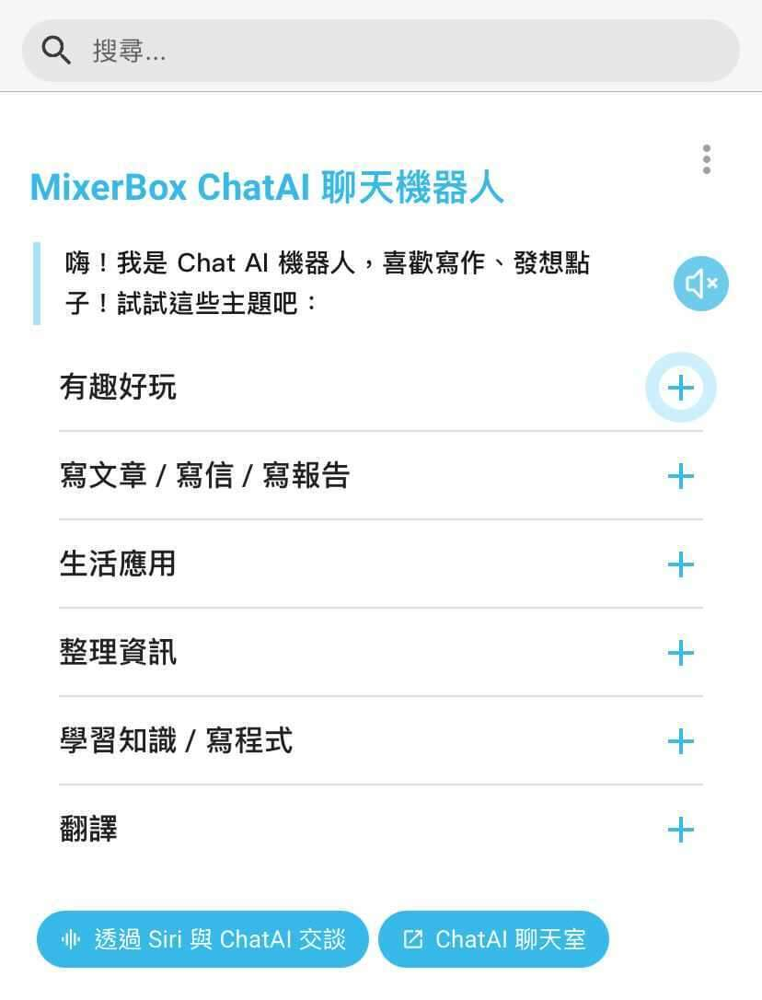 搜尋...
MixerBox ChatAI 聊天機器人
嗨！我是 Chat AI 機器人，喜歡寫作、發想點
子！試試這些主題吧：
有趣好玩
寫文章 / 寫信 / 寫報告
生活應用
整理資訊
學習知識 / 寫程式
翻譯
透過 Siri 與 ChatAI 交談
ChatAI 聊天室